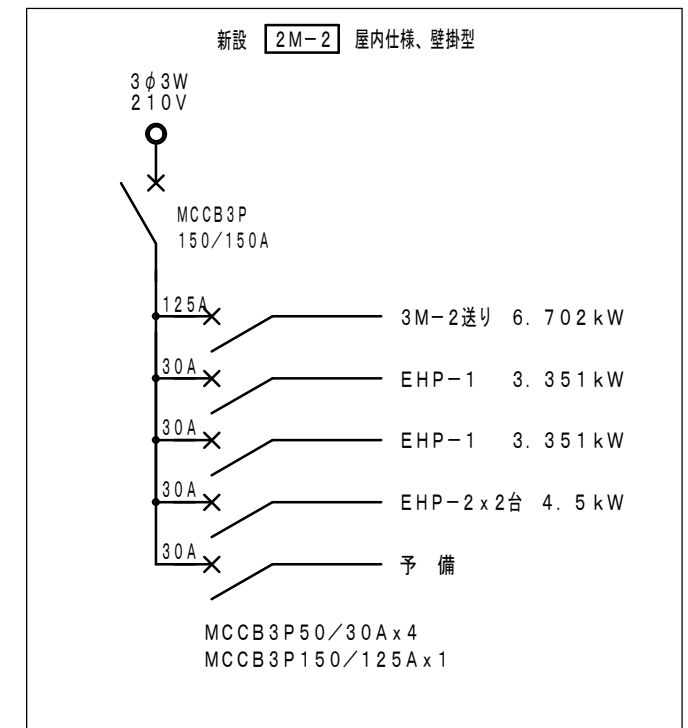 新設 2M-2 屋内仕様、壁掛型
3φ3W
210V
MCCB3P
150/150A
125A 3M-2送り 6.702kW
30A EHP-1 3.351kW
30A EHP-1 3.351kW
30A EHP-2x2台 4.5kW
30A 予備
MCCB3P50/30Ax4
MCCB3P150/125Ax1